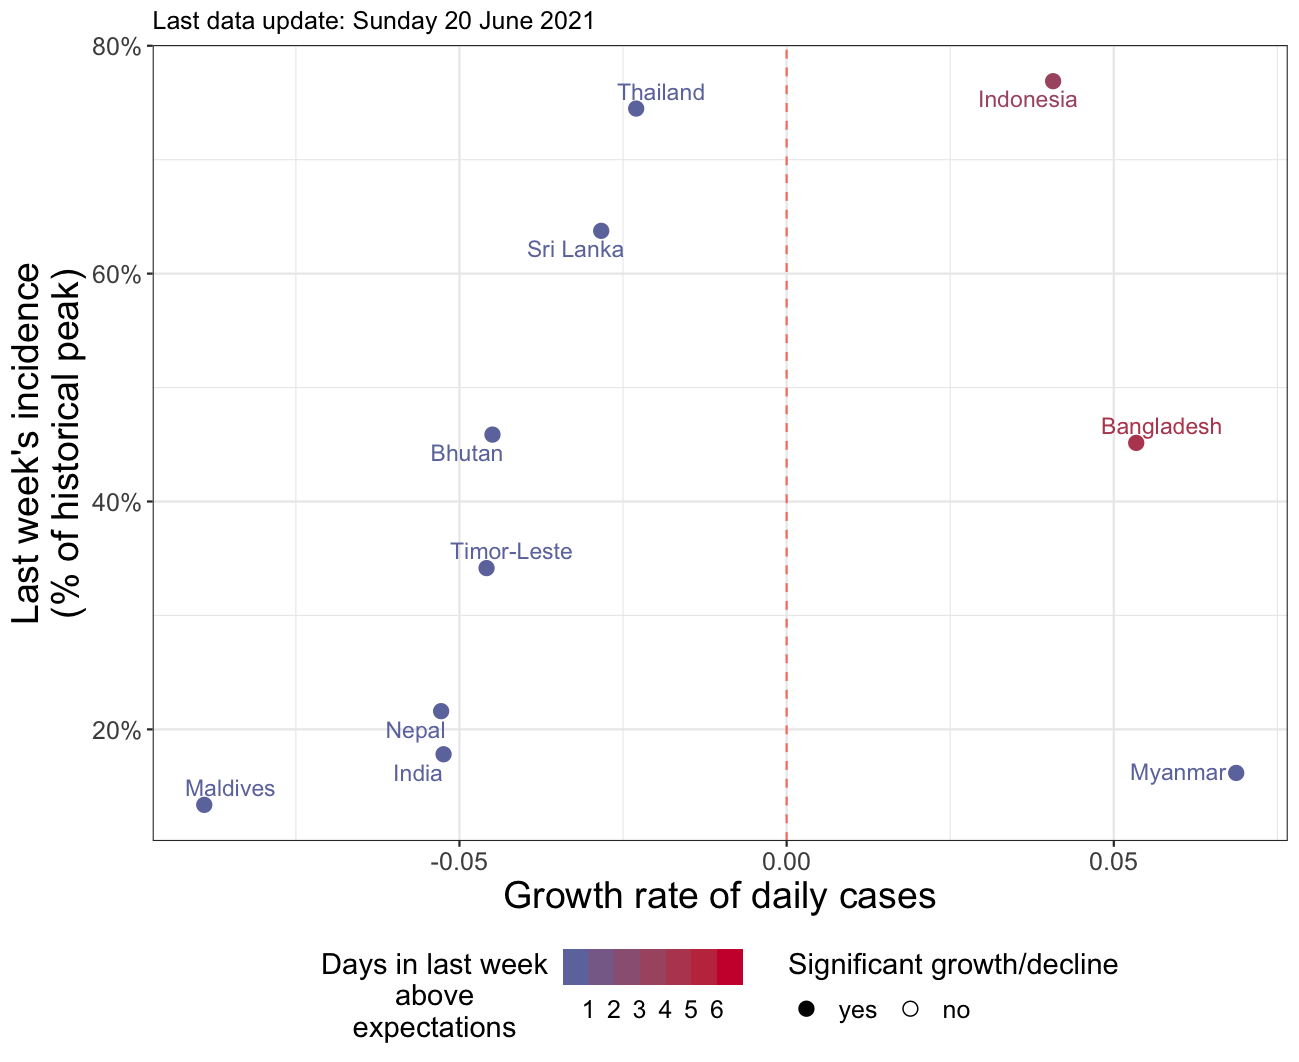 Last data update: Sunday 20 June 2021
80%
60%
40%
20%
Last week's incidence
(% of historical peak)
Thailand
Indonesia
Sri Lanka
Bangladesh
Bhutan
Timor-Leste
Nepal
India
Myanmar
Maldives
-0.05 0.00 0.05
Growth rate of daily cases
Days in last week
above
expectations
1 2 3 4 5 6
Significant growth/decline
yes no